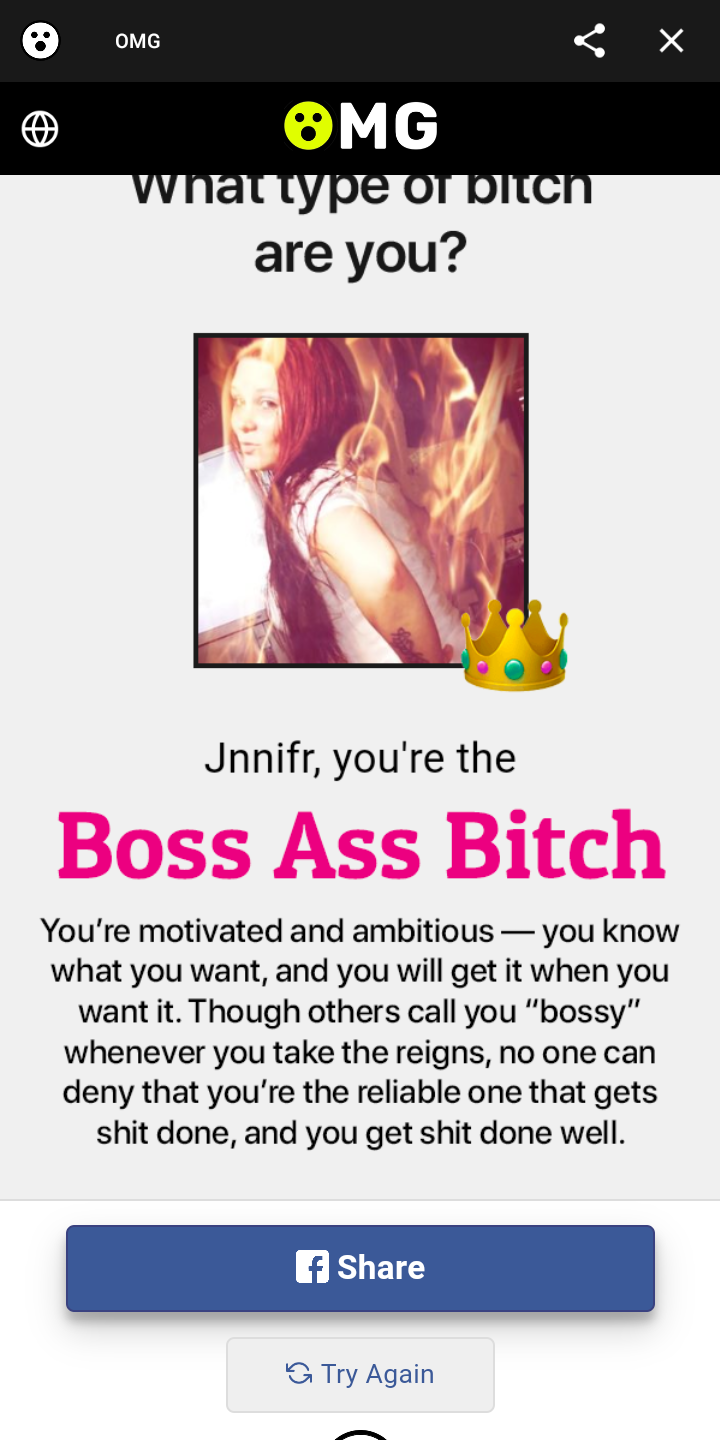 OMG
OMG
What type of bitch
are you?
Jnnifr, you're the
Boss Ass Bitch
You’re motivated and ambitious — you know
what you want, and you will get it when you
want it. Though others call you “bossy”
whenever you take the reigns, no one can
deny that you’re the reliable one that gets
shit done, and you get shit done well.
Share
Try Again